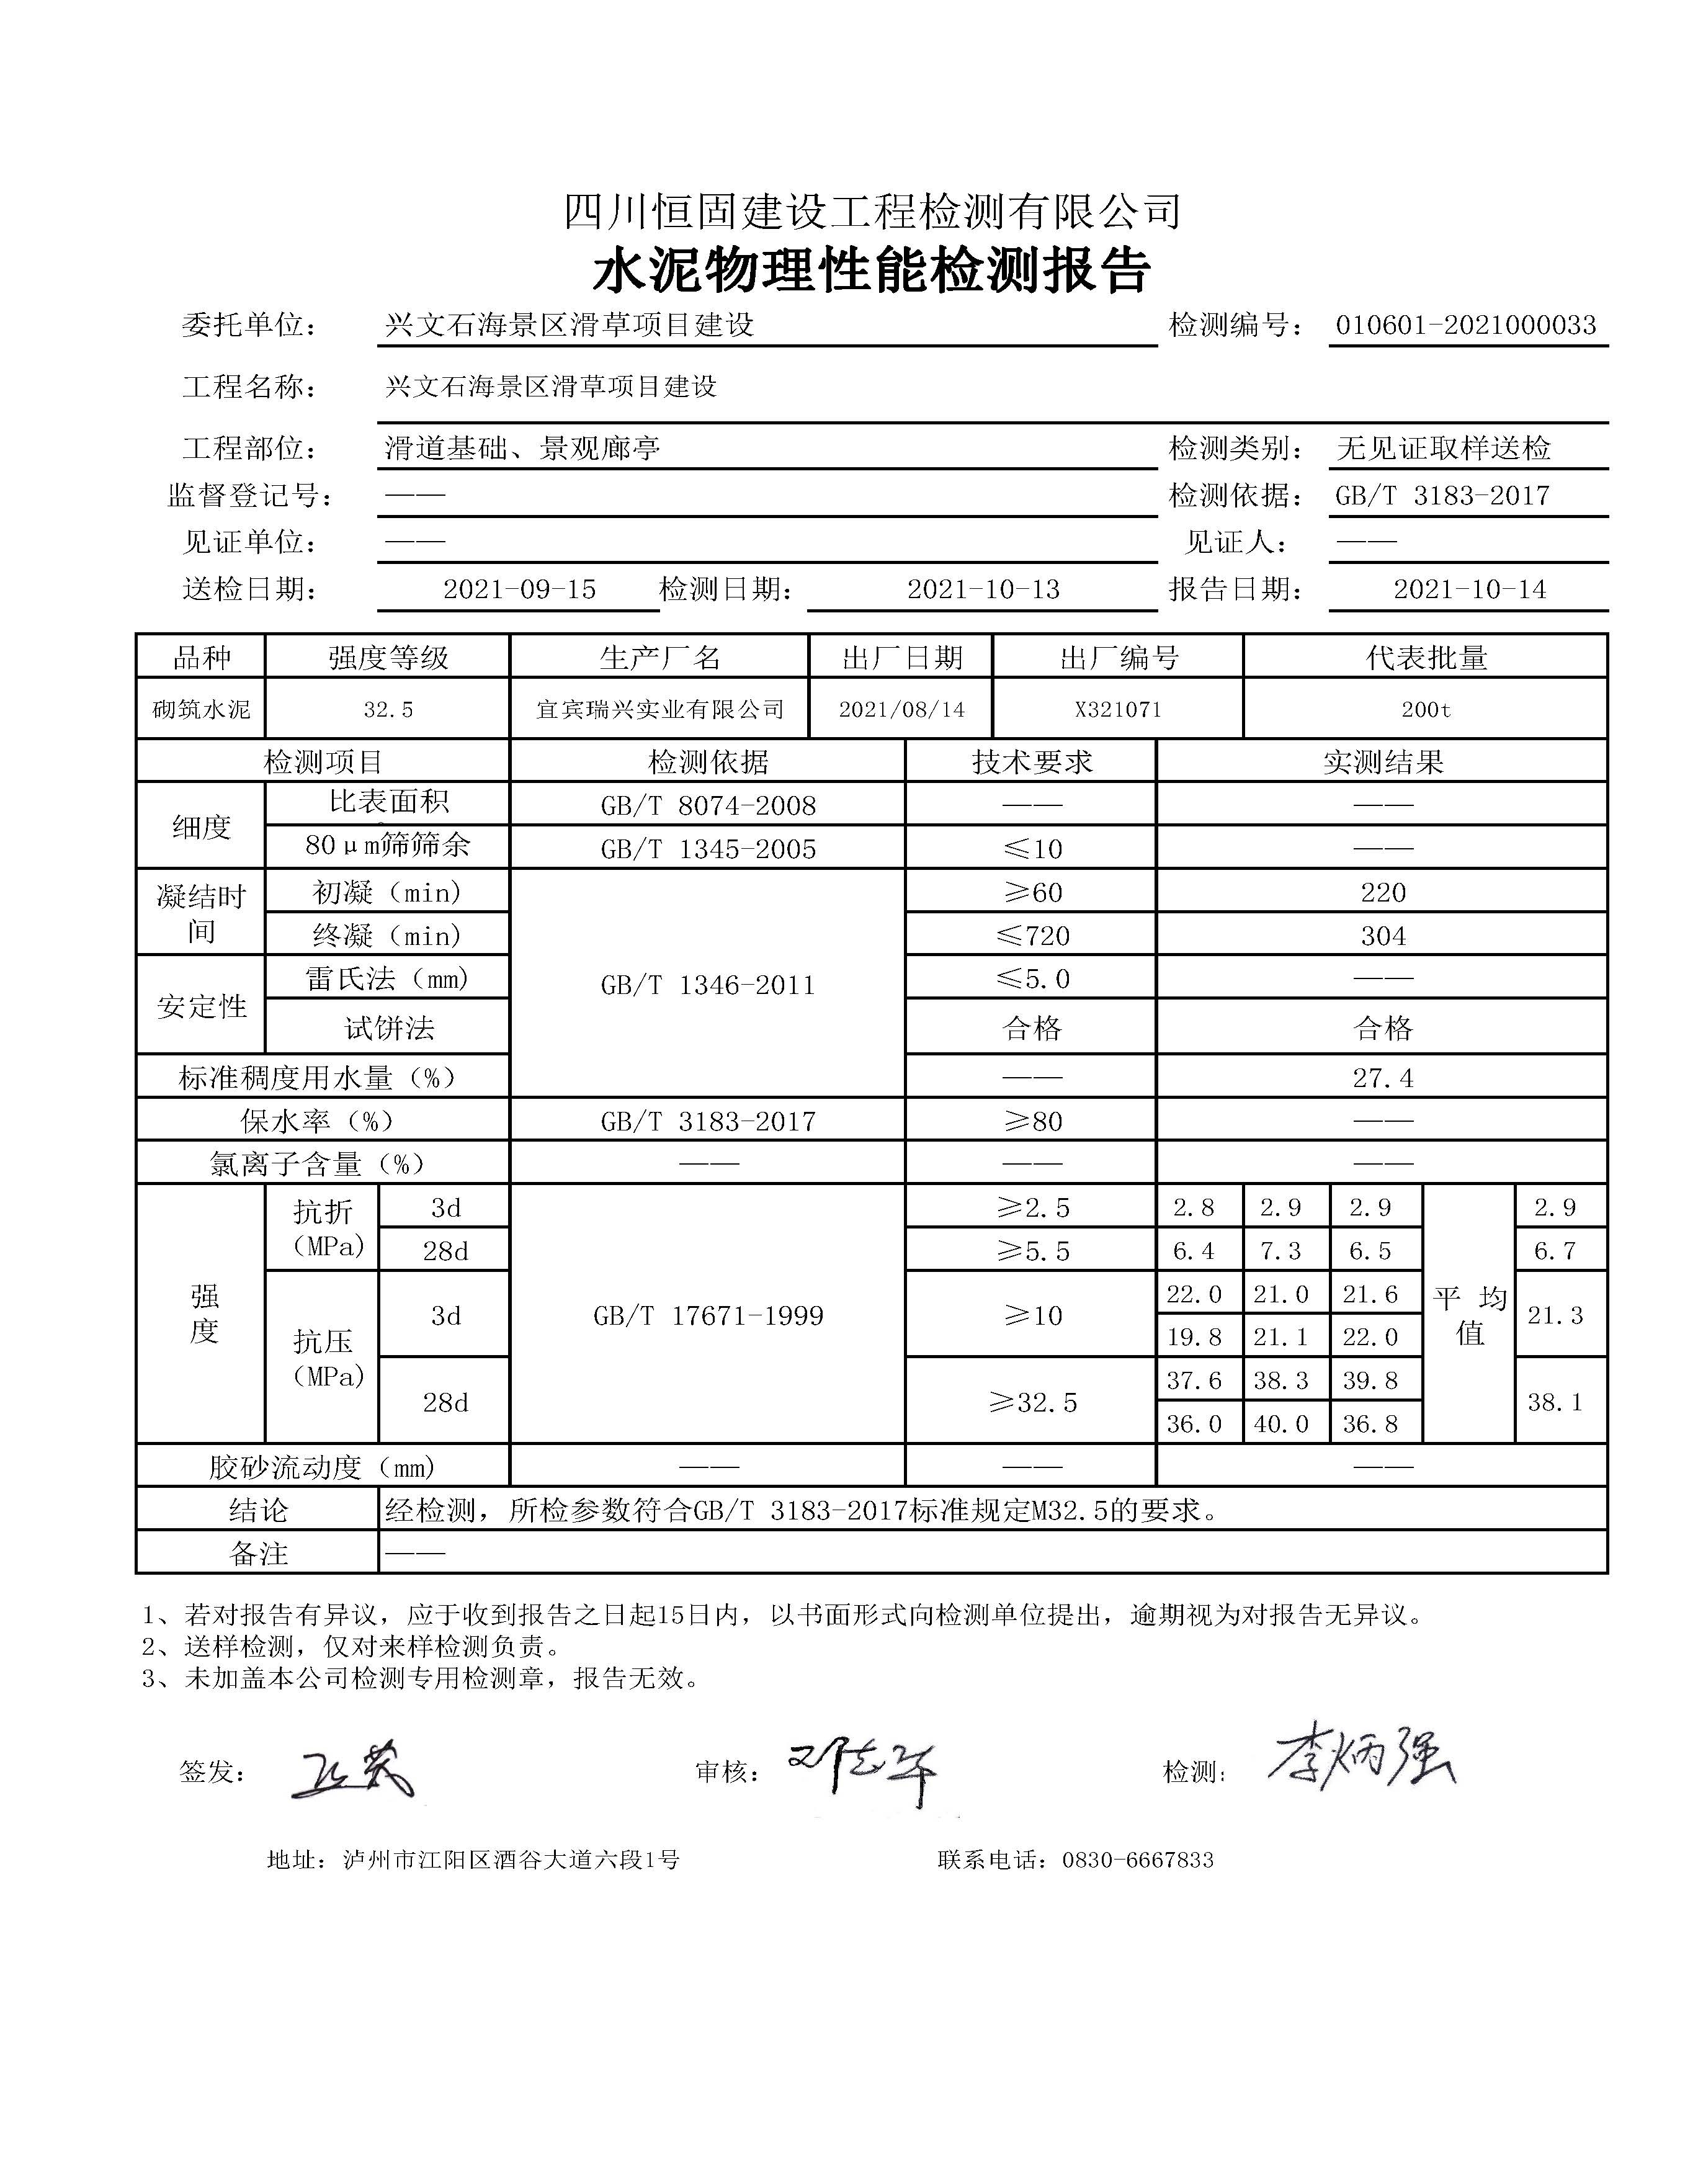 四川恒固建设工程检测有限公司
水泥物理性能检测报告
委托单位： 兴文石海景区滑草项目建设 检测编号： 010601-2021000033
工程名称： 兴文石海景区滑草项目建设
工程部位： 滑道基础、景观廊亭 检测类别： 无见证取样送检
监督登记号： —— 检测依据： GB/T 3183-2017
见证单位： —— 见证人： ——
送检日期： 2021-09-15 检测日期： 2021-10-13 报告日期： 2021-10-14
品种 强度等级 生产厂名 出厂日期 出厂编号 代表批量
砌筑水泥 32.5 宜宾瑞兴实业有限公司 2021/08/14 X321071 200t
检测项目 检测依据 技术要求 实测结果
细度 比表面积 GB/T 8074-2008 —— ——
80μm筛筛余 GB/T 1345-2005 ≤10 ——
凝结时间 初凝（min） GB/T 1346-2011 ≥60 220
终凝（min） ≤720 304
安定性 雷氏法（mm） ≤5.0 ——
试饼法 合格 合格
标准稠度用水量（%） —— 27.4
保水率（%） GB/T 3183-2017 ≥80 ——
氯离子含量（%） —— —— ——
强度 抗折（MPa） 3d GB/T 17671-1999 ≥2.5 2.8 2.9 2.9 平均值 2.9
28d ≥5.5 6.4 7.3 6.5 6.7
抗压（MPa） 3d ≥10 22.0 21.0 21.6 21.3
19.8 21.1 22.0
28d ≥32.5 37.6 38.3 39.8 38.1
36.0 40.0 36.8
胶砂流动度（mm） —— —— ——
结论 经检测，所检参数符合GB/T 3183-2017标准规定M32.5的要求。
备注 ——
1、若对报告有异议，应于收到报告之日起15日内，以书面形式向检测单位提出，逾期视为对报告无异议。
2、送样检测，仅对来样检测负责。
3、未加盖本公司检测专用检测章，报告无效。
签发： 审核： 检测： 李炳强
地址：泸州市江阳区酒谷大道六段1号 联系电话：0830-6667833